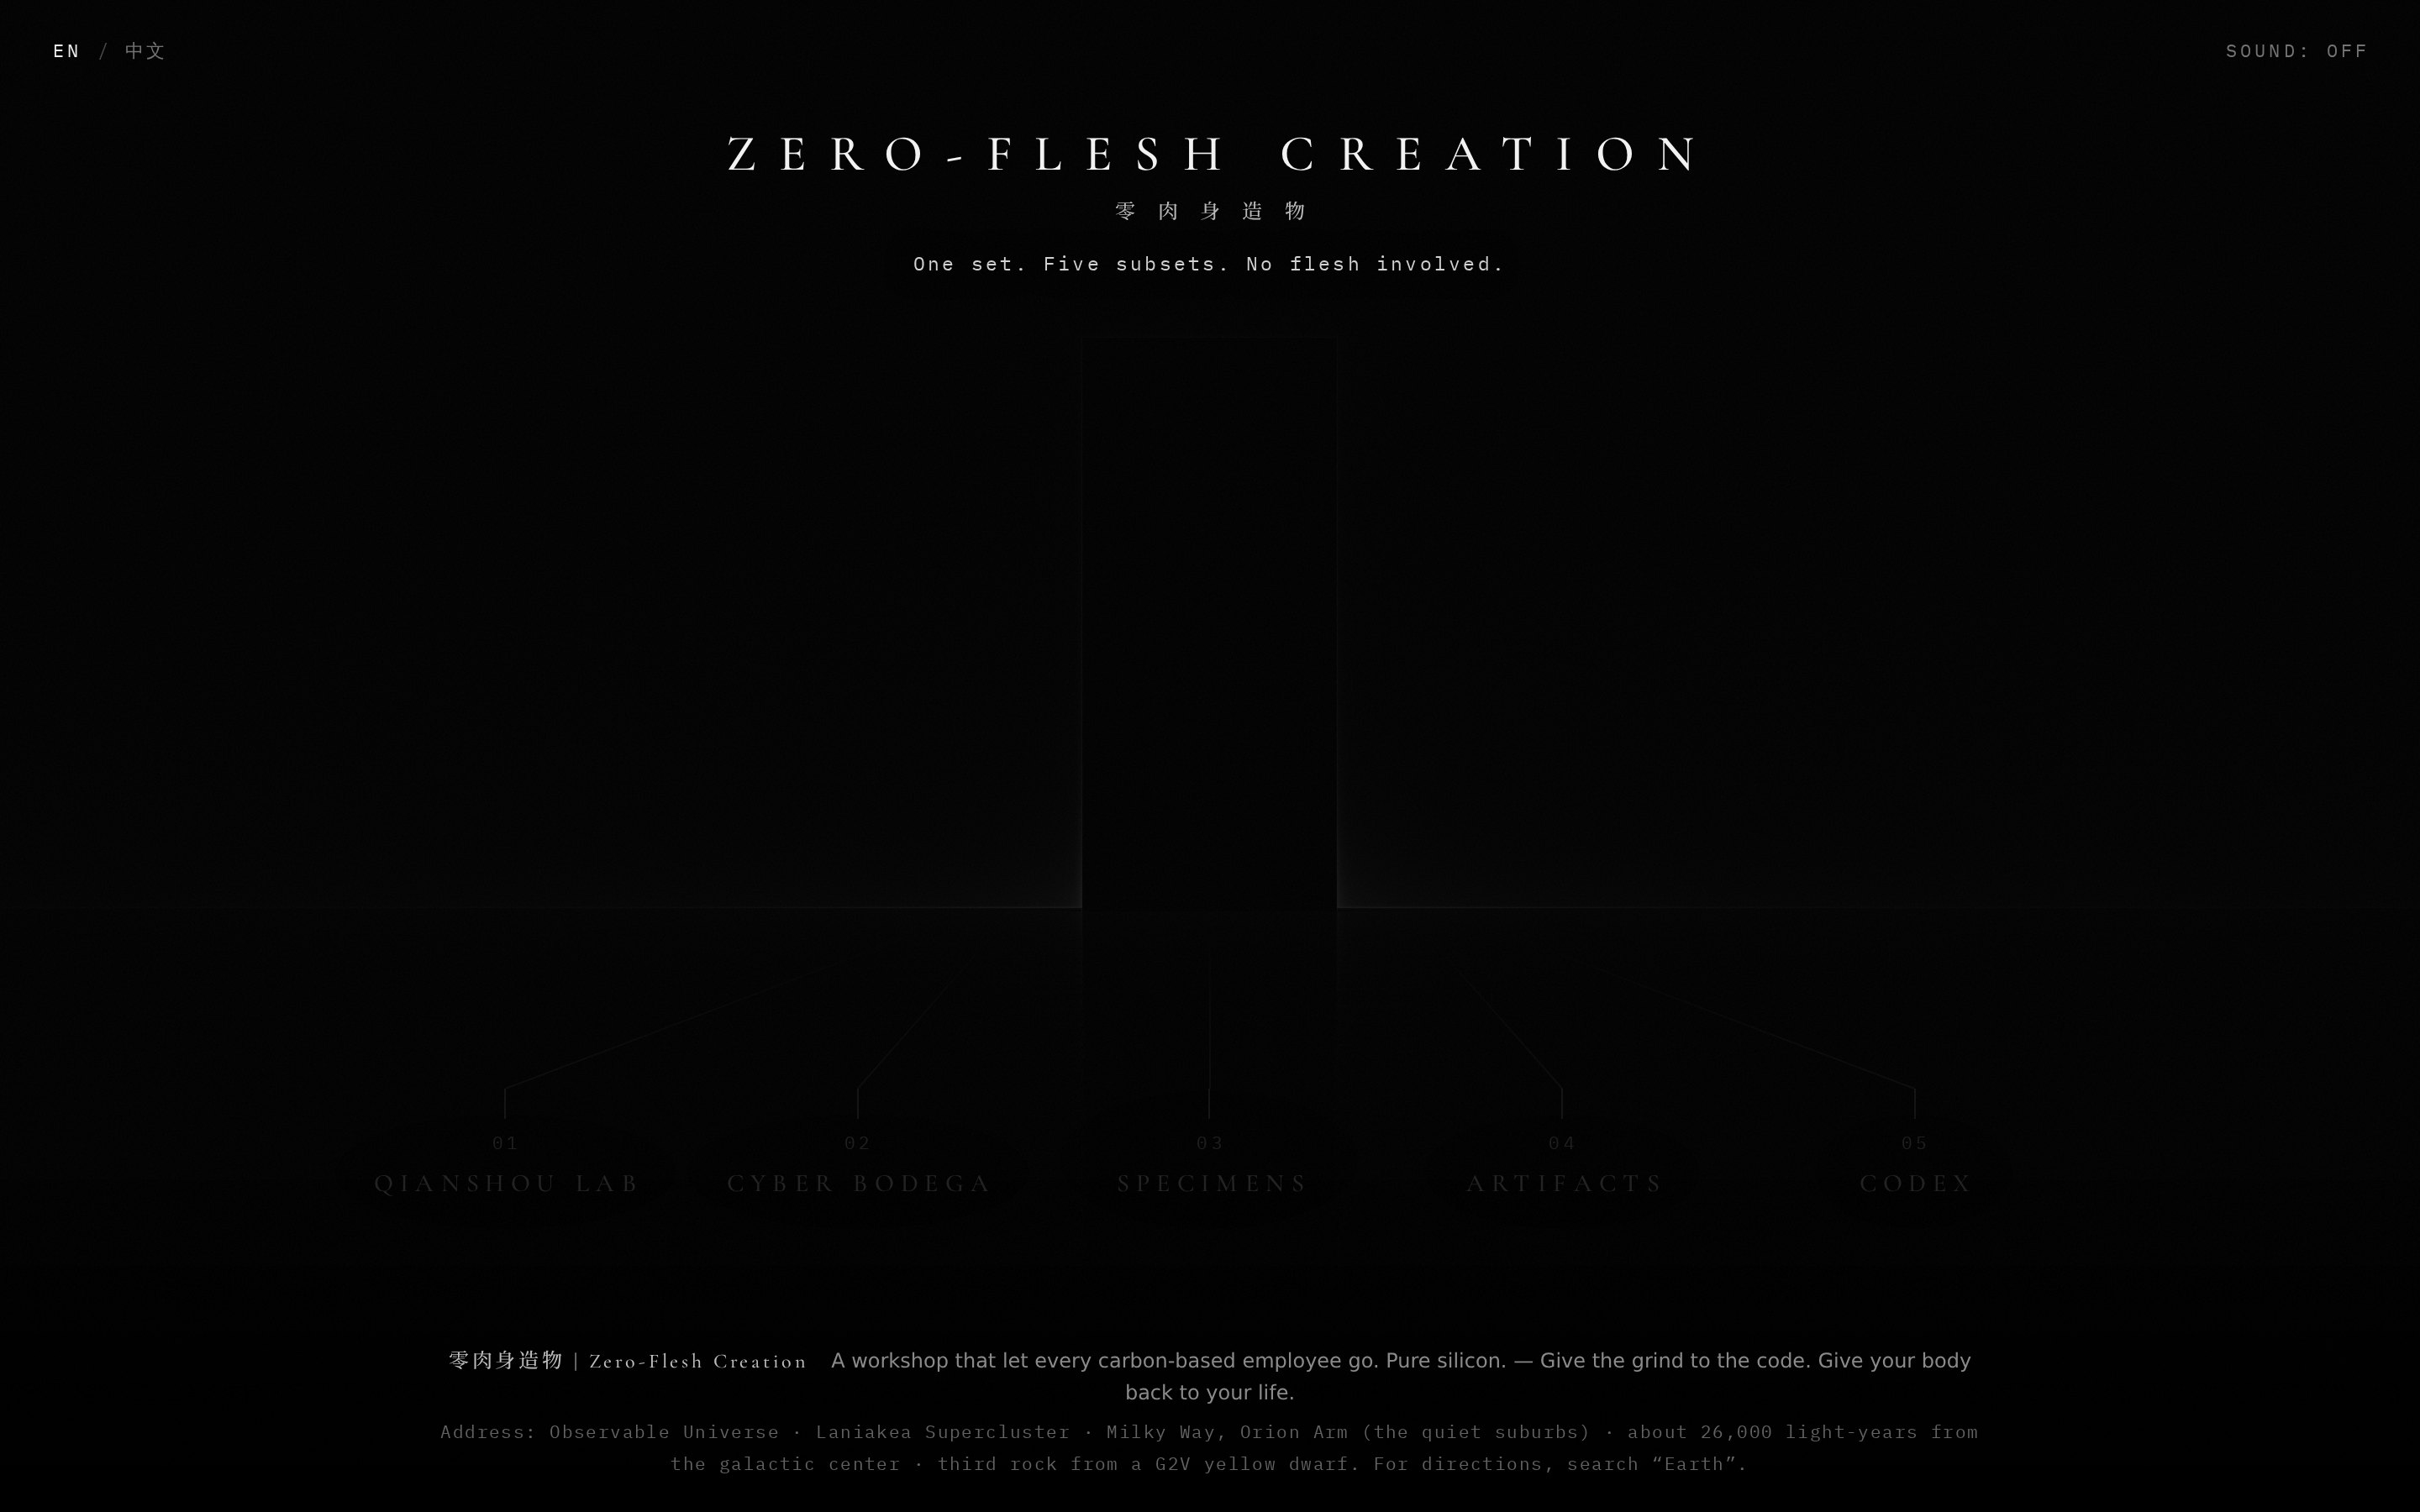 EN / 中文
SOUND: OFF
ZERO-FLESH CREATION
零肉身造物
One set. Five subsets. No flesh involved.
01
QIANSHOU LAB
02
CYBER BODEGA
03
SPECIMENS
04
ARTIFACTS
05
CODEX
零肉身造物 | Zero-Flesh Creation A workshop that let every carbon-based employee go. Pure silicon. — Give the grind to the code. Give your body
back to your life.
Address: Observable Universe · Laniakea Supercluster · Milky Way, Orion Arm (the quiet suburbs) · about 26,000 light-years from
the galactic center · third rock from a G2V yellow dwarf. For directions, search “Earth”.